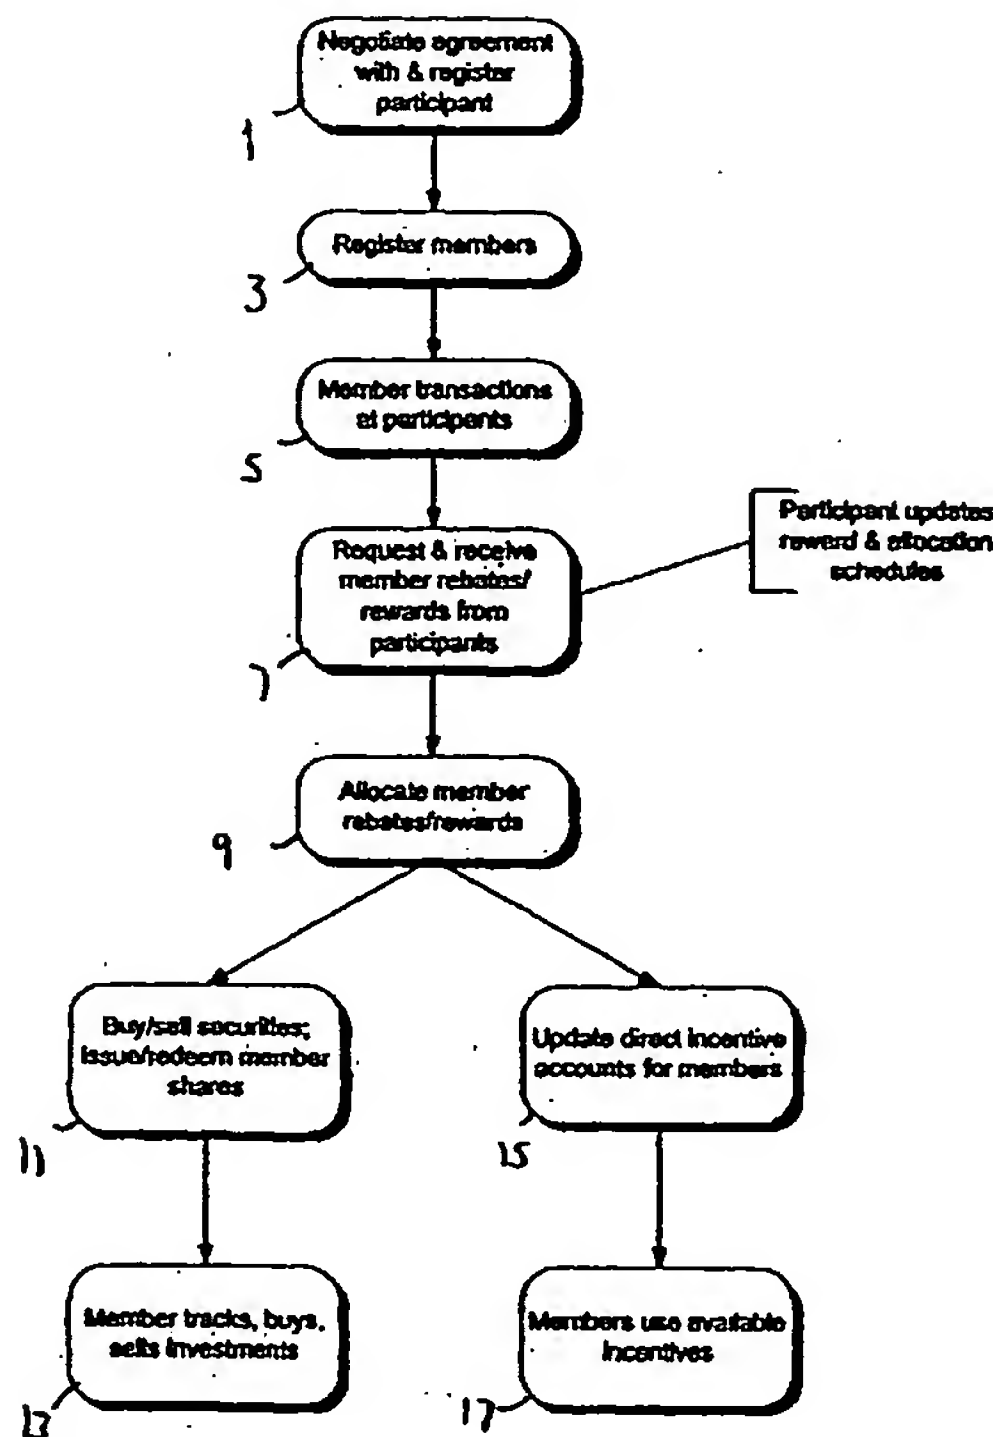 Negotiate agreement
with & register
participant
1
Register members
3
Member transactions
at participants
5
Request & receive
member rebates/
rewards from
participants
7
Participant updates
reward & allocation
schedules
Allocate member
rebates/rewards
9
Buy/sell securities;
issue/redeem member
shares
11
Update direct incentive
accounts for members
15
Member tracks, buys,
sells investments
13
Members use available
incentives
17